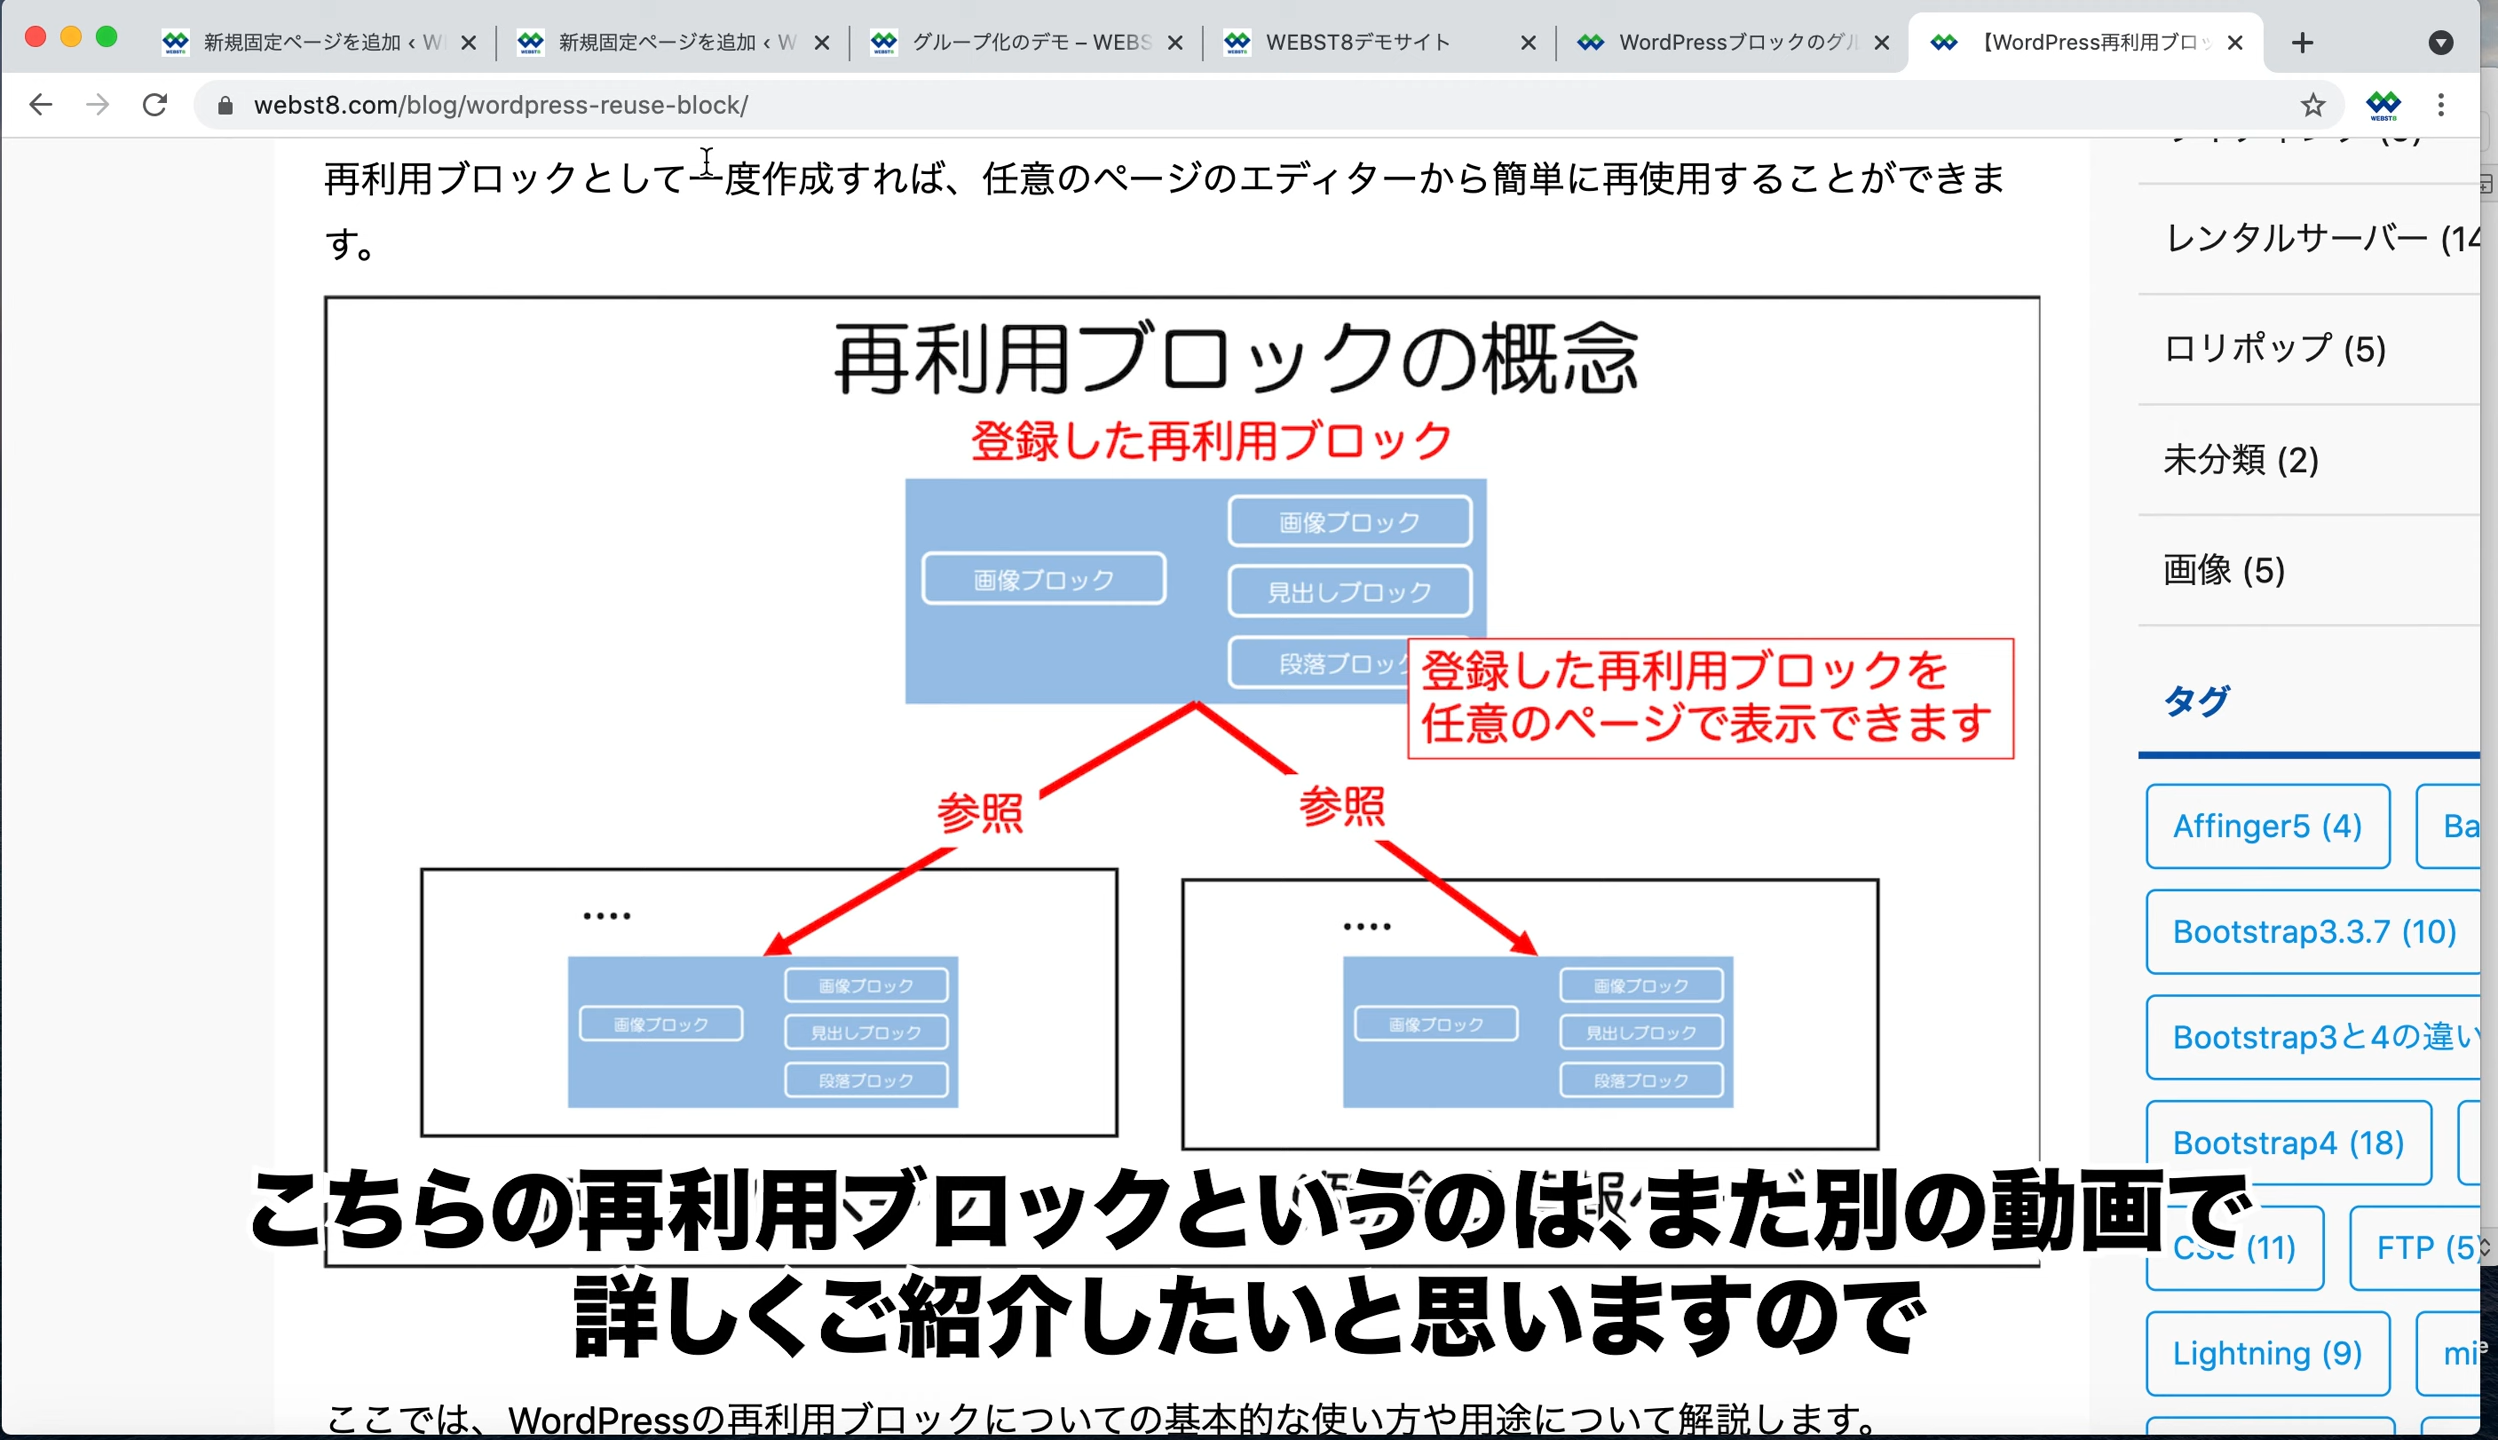 新規固定ページを追加 ‹ W
新規固定ページを追加 ‹ W
グループ化のデモ – WEBS
WEBST8デモサイト
WordPressブロックのグル
【WordPress再利用ブロッ
webst8.com/blog/wordpress-reuse-block/
WEBST8
再利用ブロックとして一度作成すれば、任意のページのエディターから簡単に再使用することができま
す。
再利用ブロックの概念
登録した再利用ブロック
画像ブロック
画像ブロック
見出しブロック
段落ブロック
登録した再利用ブロックを
任意のページで表示できます
参照
参照
....
....
画像ブロック
画像ブロック
見出しブロック
段落ブロック
画像ブロック
画像ブロック
見出しブロック
段落ブロック
こちらの再利用ブロックというのは、まだ別の動画で
詳しくご紹介したいと思いますので
ここでは、WordPressの再利用ブロックについての基本的な使い方や用途について解説します。
レンタルサーバー (14
ロリポップ (5)
未分類 (2)
画像 (5)
タグ
Affinger5 (4)
Ba
Bootstrap3.3.7 (10)
Bootstrap3と4の違い
Bootstrap4 (18)
CSS (11)
FTP (5)
Lightning (9)
mi